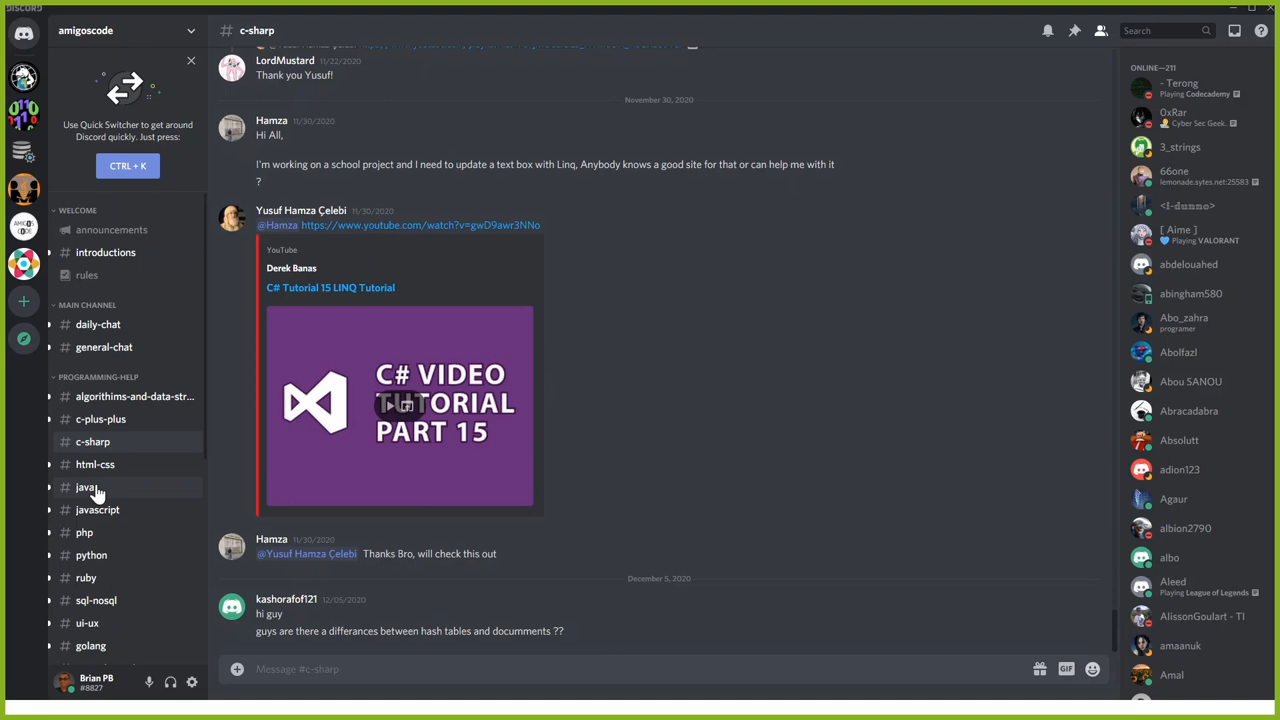 DISCORD
amigoscode
# c-sharp
Search
Use Quick Switcher to get around
Discord quickly. Just press:
CTRL + K
WELCOME
announcements
# introductions
rules
MAIN CHANNEL
# daily-chat
# general-chat
PROGRAMMING-HELP
# algorithims-and-data-str...
# c-plus-plus
# c-sharp
# html-css
# java
# javascript
# php
# python
# ruby
# sql-nosql
# ui-ux
# golang
Brian PB
#8827
LordMustard 11/22/2020
Thank you Yusuf!
November 30, 2020
Hamza 11/30/2020
Hi All,
I'm working on a school project and I need to update a text box with Linq, Anybody knows a good site for that or can help me with it
?
Yusuf Hamza Çelebi 11/30/2020
@Hamza https://www.youtube.com/watch?v=gwD9awr3NNo
YouTube
Derek Banas
C# Tutorial 15 LINQ Tutorial
C# VIDEO
TUTORIAL
PART 15
Hamza 11/30/2020
@Yusuf Hamza Çelebi Thanks Bro, will check this out
December 5, 2020
kashorafof121 12/05/2020
hi guy
guys are there a differances between hash tables and documments ??
Message #c-sharp
GIF
ONLINE—211
- Terong
Playing Codecademy
0xRar
Cyber Sec Geek.
3_strings
66one
lemonade.sytes.net:25583
<𝕀-𝕕𝕦𝕟𝕟𝕠>
[ Aime ]
Playing VALORANT
abdelouahed
abingham580
Abo_zahra
programer
Abolfazl
Abou SANOU
Abracadabra
Absolutt
adion123
Agaur
albion2790
albo
Aleed
Playing League of Legends
AlissonGoulart - TI
amaanuk
Amal